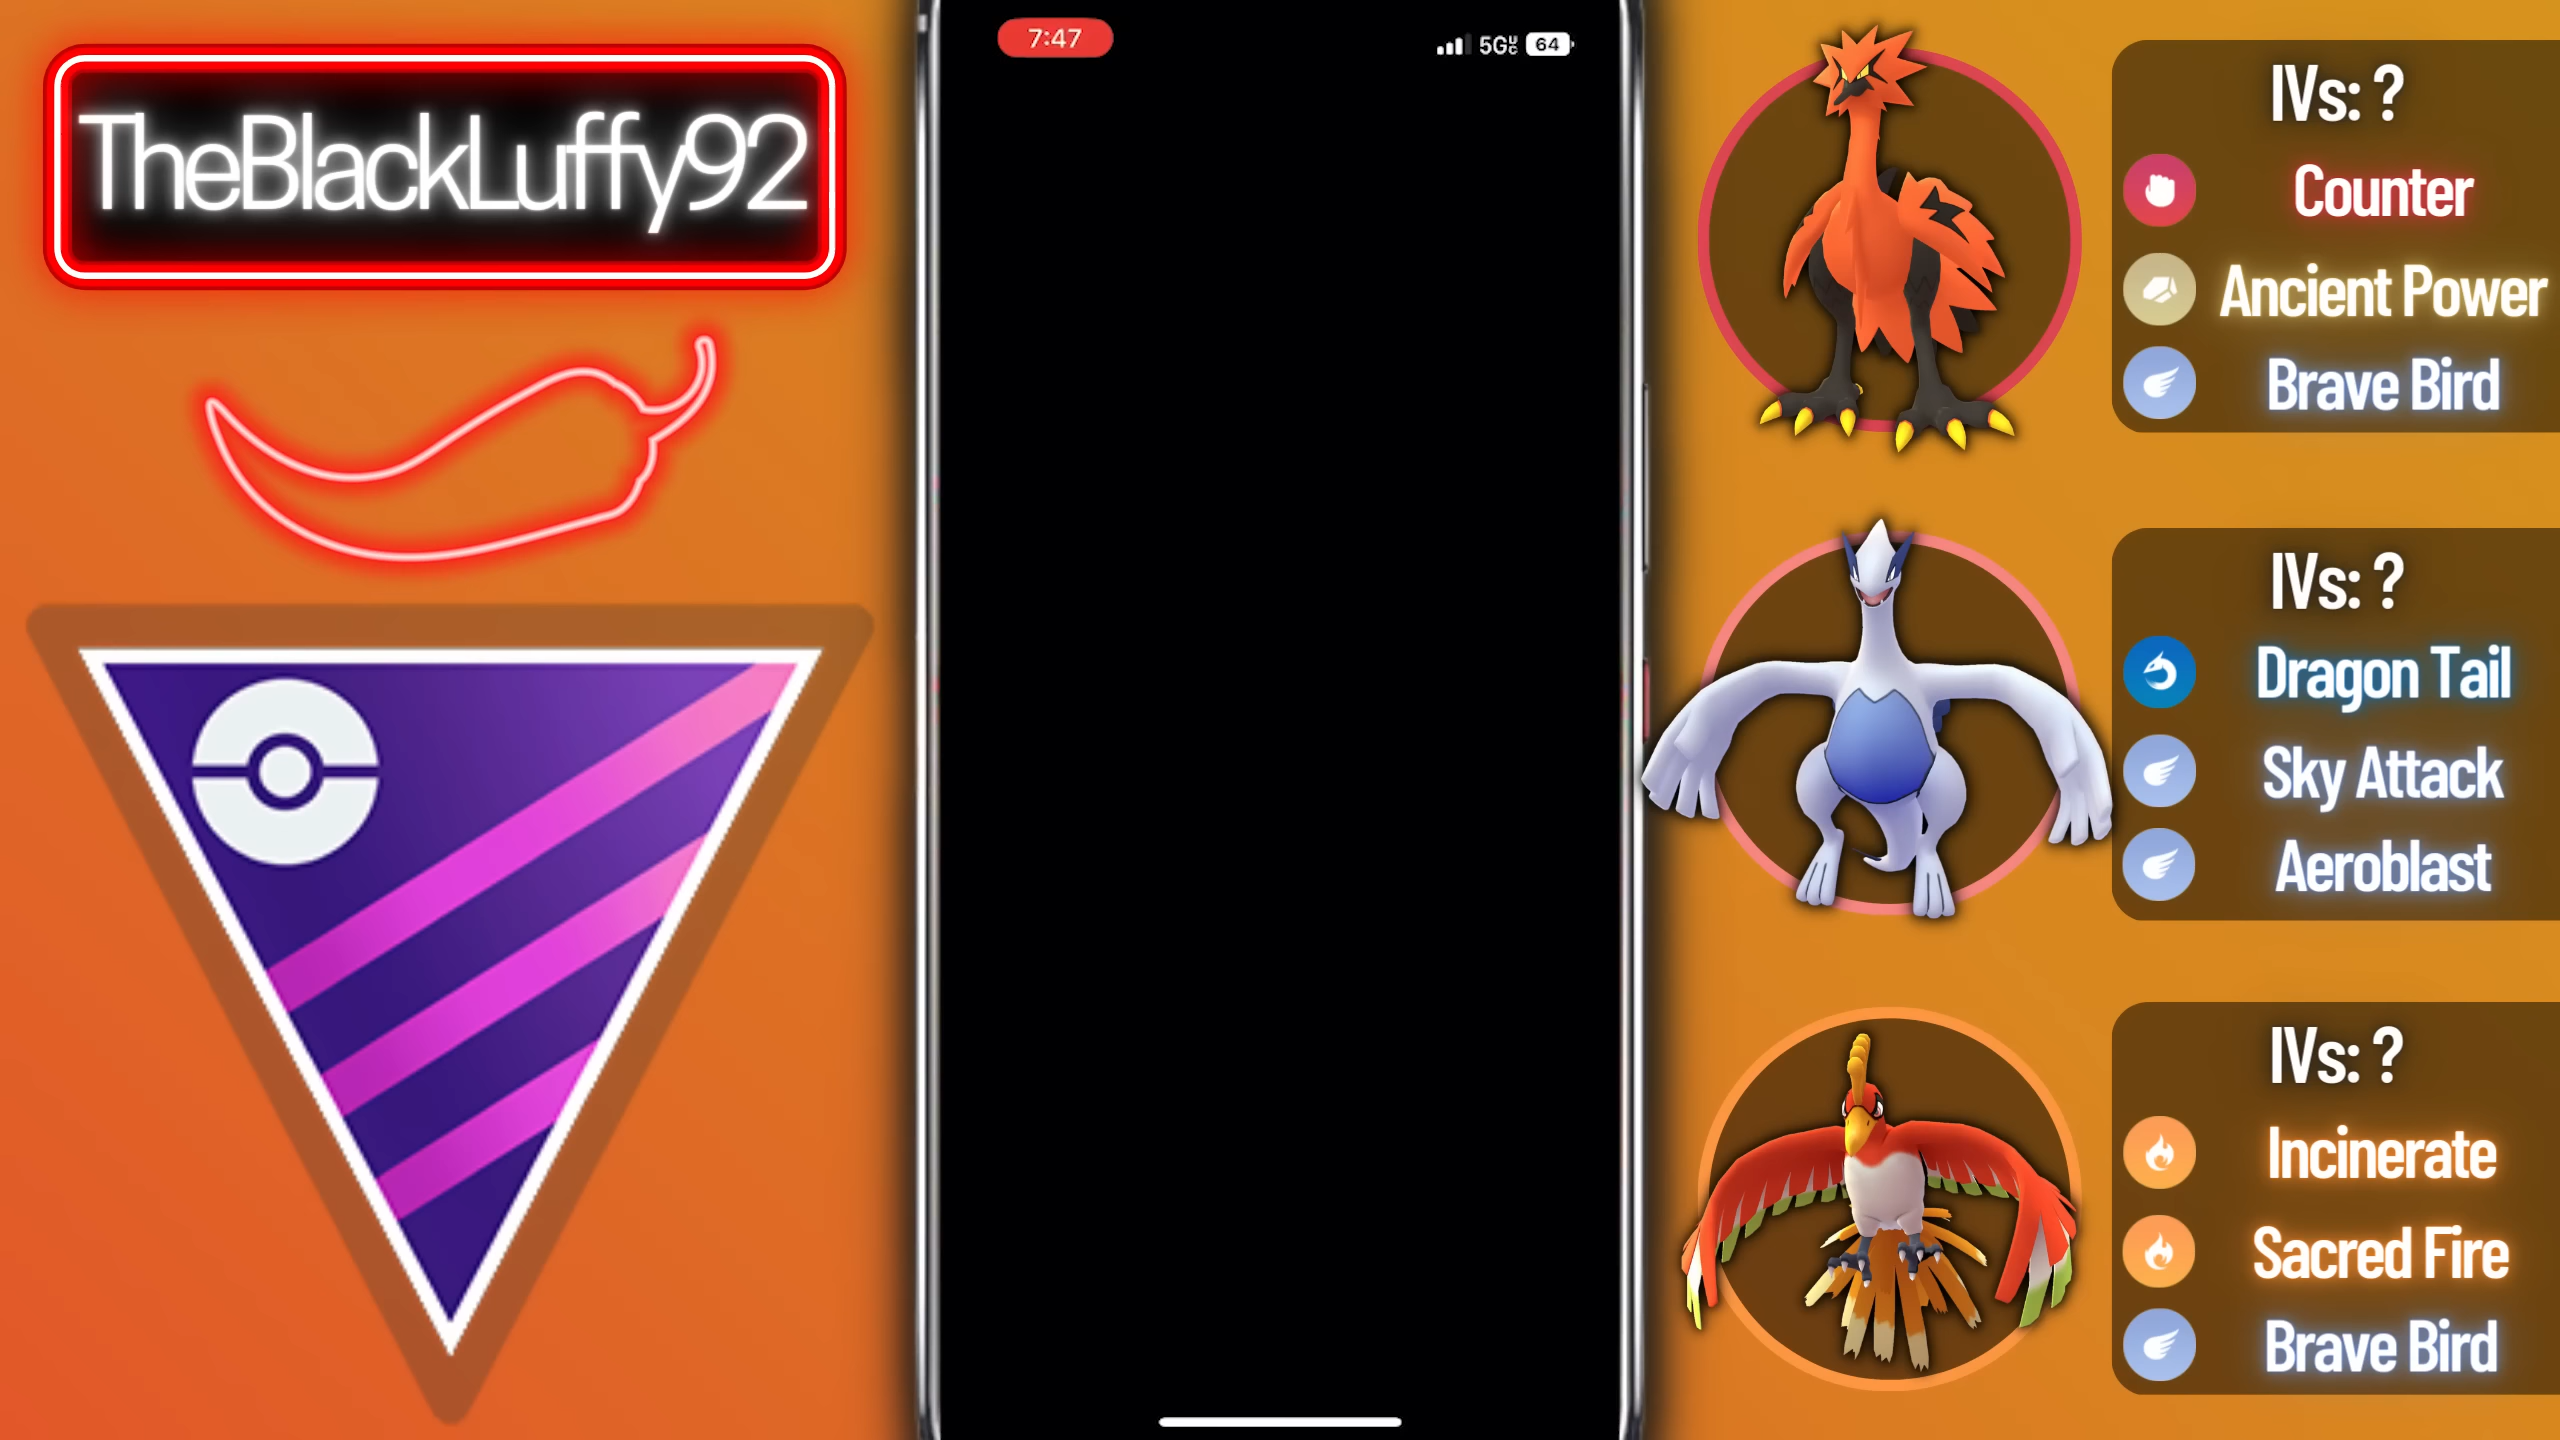 TheBlackLuffy92
7:47
5G
64
IVs: ?
Counter
Ancient Power
Brave Bird
IVs: ?
Dragon Tail
Sky Attack
Aeroblast
IVs: ?
Incinerate
Sacred Fire
Brave Bird